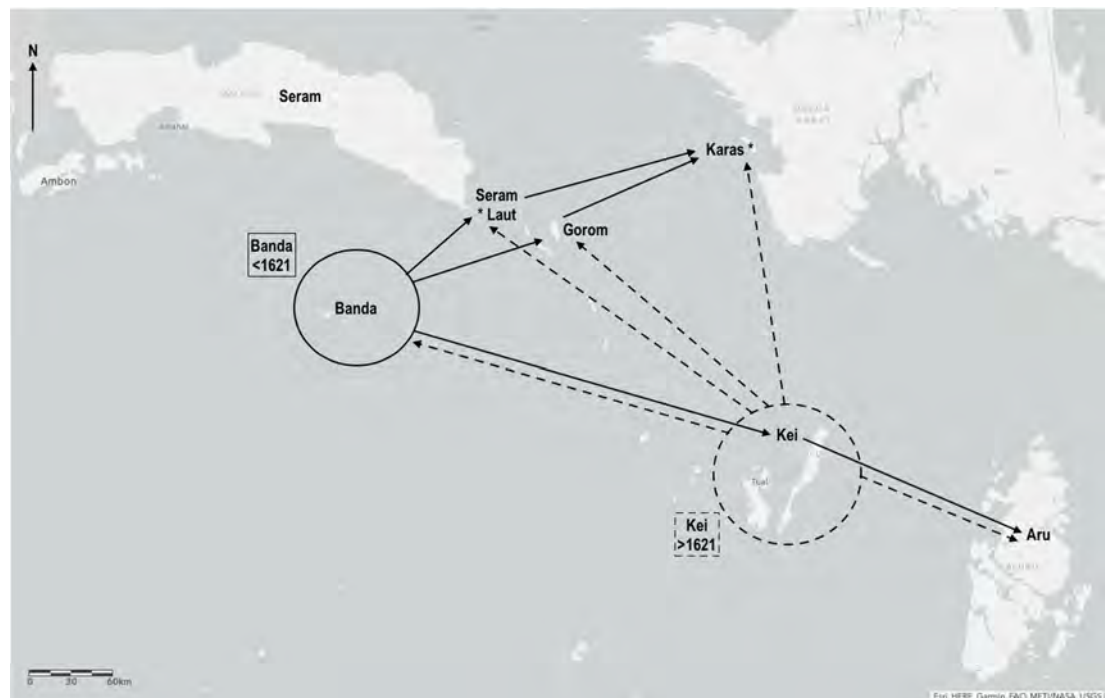 N
Seram
Amahai
Ambon
Karas *
Seram
* Laut
Gorom
Banda
<1621
Banda
Kei
Tual
Kei
>1621
Aru
0 30 60km
Esri, HERE, Garmin, FAO, METI/NASA, USGS